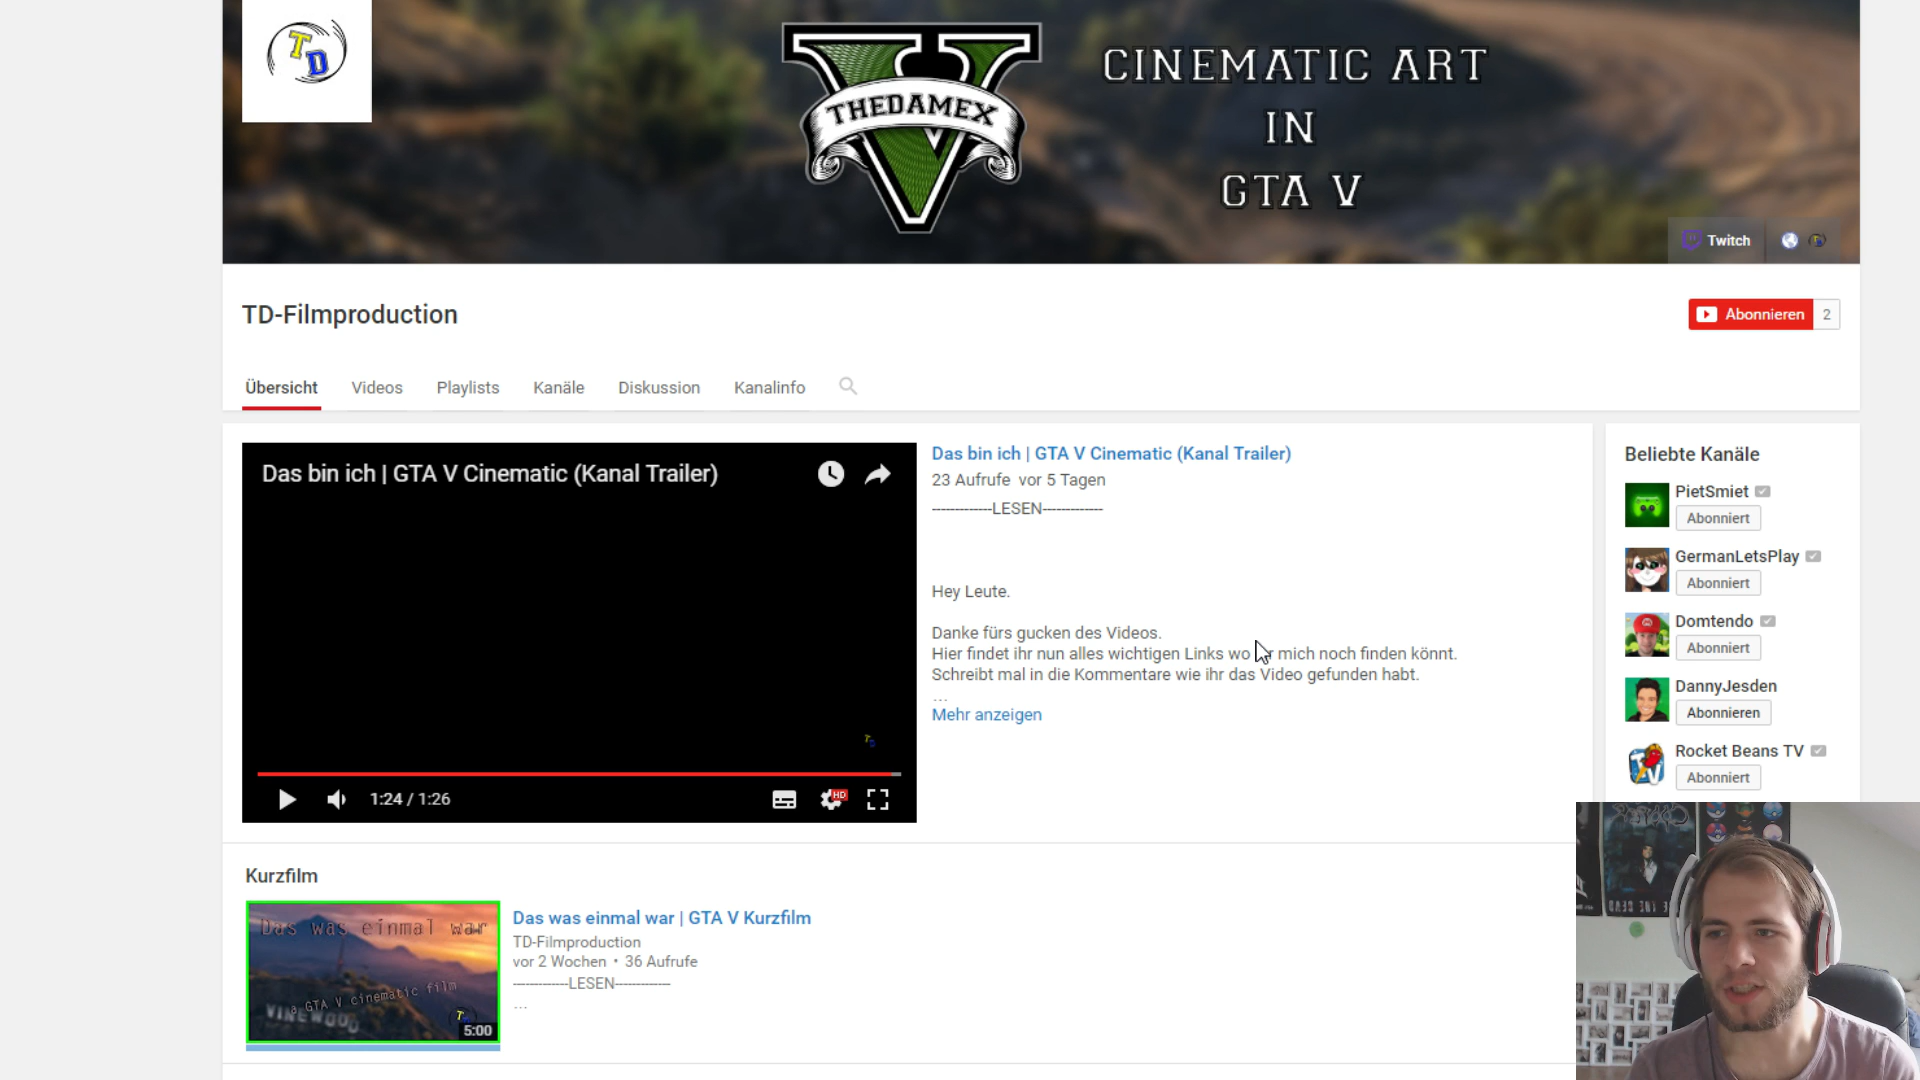 TD
THEDAMEX
CINEMATIC ART
IN
GTA V
Twitch
TD-Filmproduction
Abonnieren 2
Übersicht Videos Playlists Kanäle Diskussion Kanalinfo
Das bin ich | GTA V Cinematic (Kanal Trailer)
1:24 / 1:26
HD
Das bin ich | GTA V Cinematic (Kanal Trailer)
23 Aufrufe vor 5 Tagen
-------------LESEN-------------
Hey Leute.
Danke fürs gucken des Videos.
Hier findet ihr nun alles wichtigen Links wo mich noch finden könnt.
Schreibt mal in die Kommentare wie ihr das Video gefunden habt.
...
Mehr anzeigen
Beliebte Kanäle
PietSmiet
Abonniert
GermanLetsPlay
Abonniert
Domtendo
Abonniert
DannyJesden
Abonnieren
Rocket Beans TV
Abonniert
Kurzfilm
Das was einmal war
a GTA V cinematic film
VINEWOOD
5:00
Das was einmal war | GTA V Kurzfilm
TD-Filmproduction
vor 2 Wochen • 36 Aufrufe
-------------LESEN-------------
...